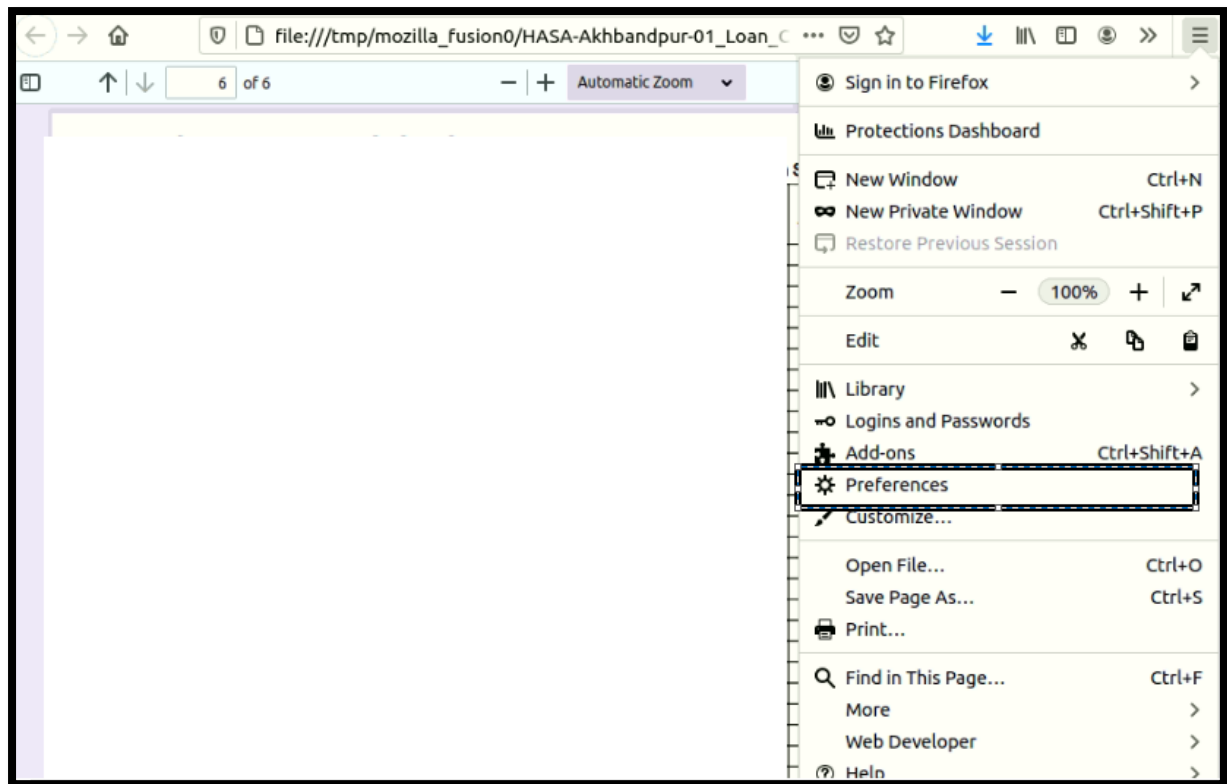 file:///tmp/mozilla_fusion0/HASA-Akhbandpur-01_Loan_
6 of 6
Automatic Zoom
Sign in to Firefox
Protections Dashboard
New Window Ctrl+N
New Private Window Ctrl+Shift+P
Restore Previous Session
Zoom 100%
Edit
Library
Logins and Passwords
Add-ons Ctrl+Shift+A
Preferences
Customize...
Open File... Ctrl+O
Save Page As... Ctrl+S
Print...
Find in This Page... Ctrl+F
More
Web Developer
Help